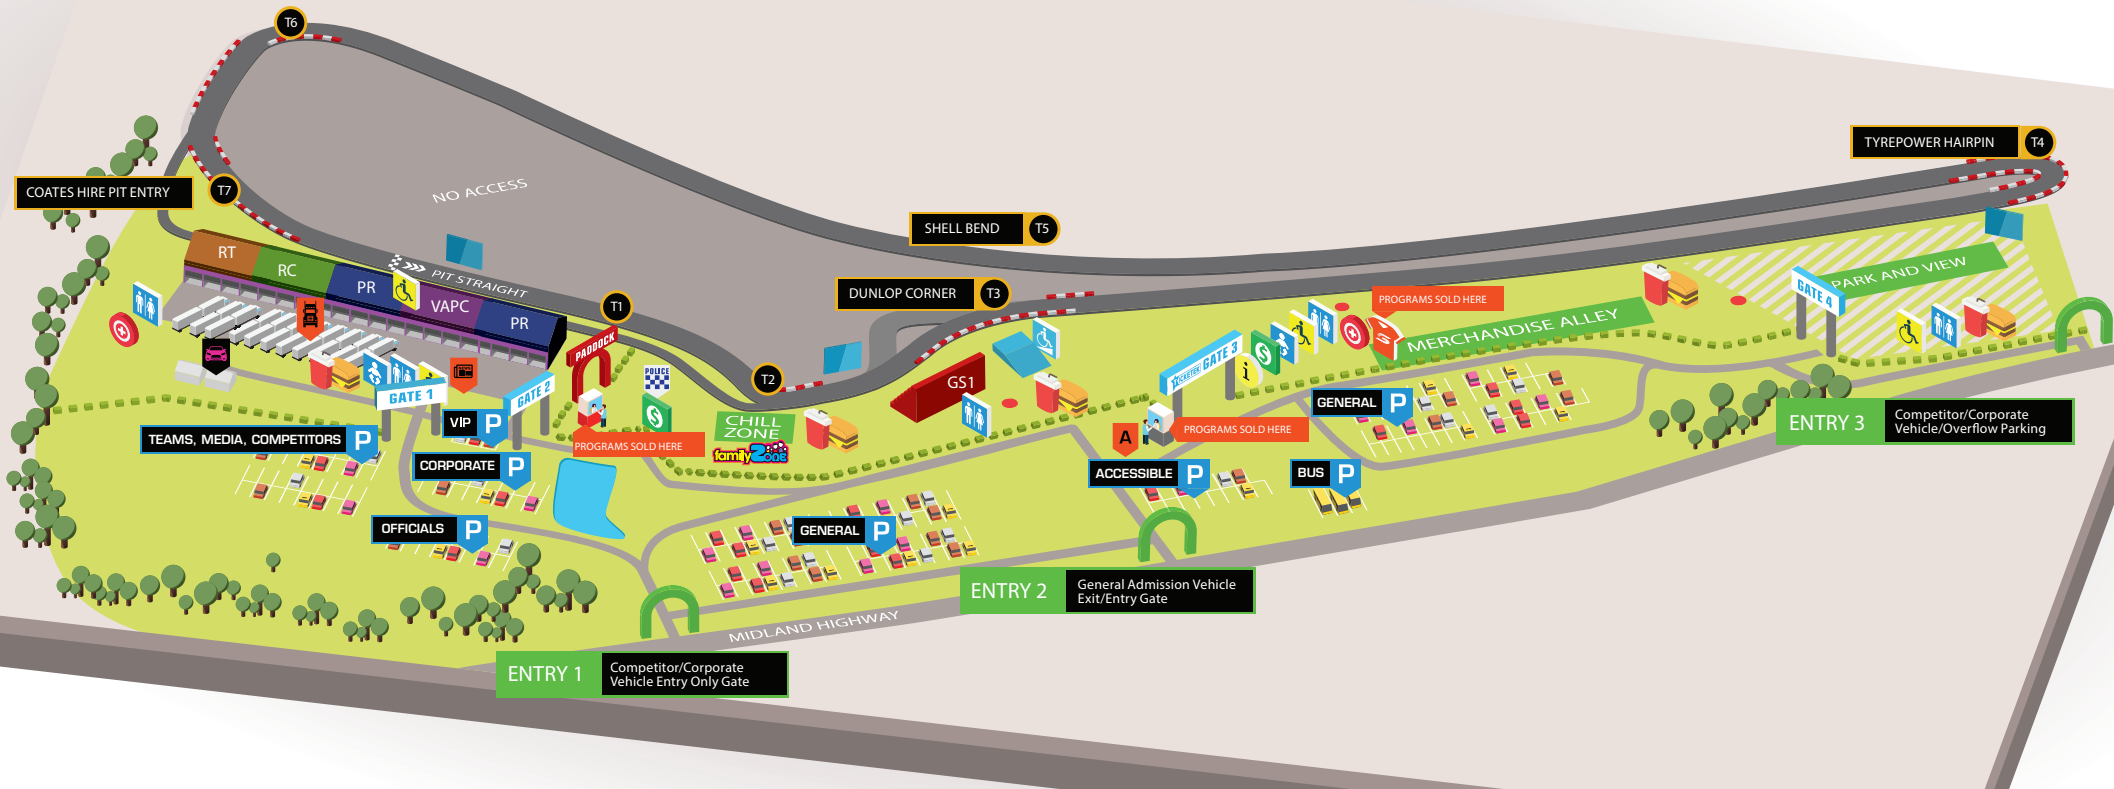 T6
TYREPOWER HAIRPIN T4
COATES HIRE PIT ENTRY
T7
NO ACCESS
SHELL BEND T5
RT
RC
PR
VAPC
PR
PIT STRAIGHT
T1
DUNLOP CORNER T3
PARK AND VIEW
GATE 4
PROGRAMS SOLD HERE
MERCHANDISE ALLEY
PADDOCK
POLICE
T2
GS1
TICKETEK GATE 3
i
$
GATE 1
GATE 2
VIP P
$
CHILL
ZONE
familyZone
PROGRAMS SOLD HERE
GENERAL P
PROGRAMS SOLD HERE
A
ENTRY 3
Competitor/Corporate
Vehicle/Overflow Parking
TEAMS, MEDIA, COMPETITORS P
CORPORATE P
ACCESSIBLE P
BUS P
OFFICIALS P
GENERAL P
ENTRY 2
General Admission Vehicle
Exit/Entry Gate
MIDLAND HIGHWAY
ENTRY 1
Competitor/Corporate
Vehicle Entry Only Gate